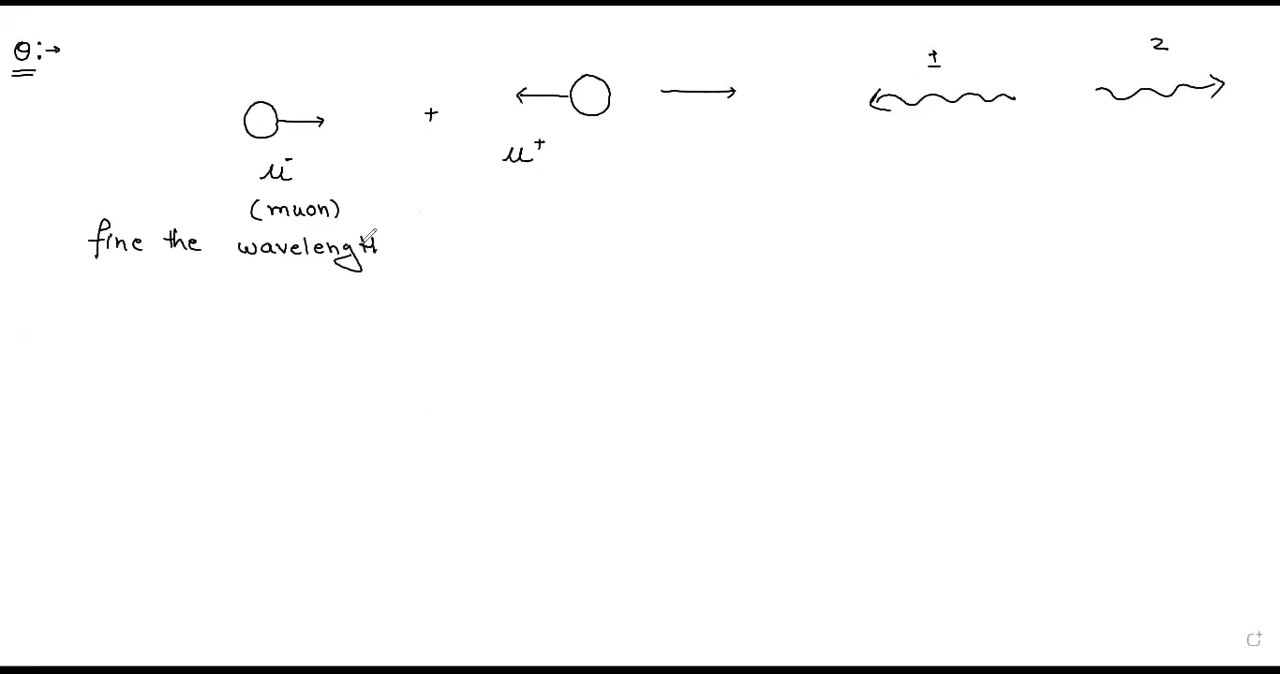 Q:→
1 2
+ →
μ⁻ μ⁺
(muon)
fine the wavelength